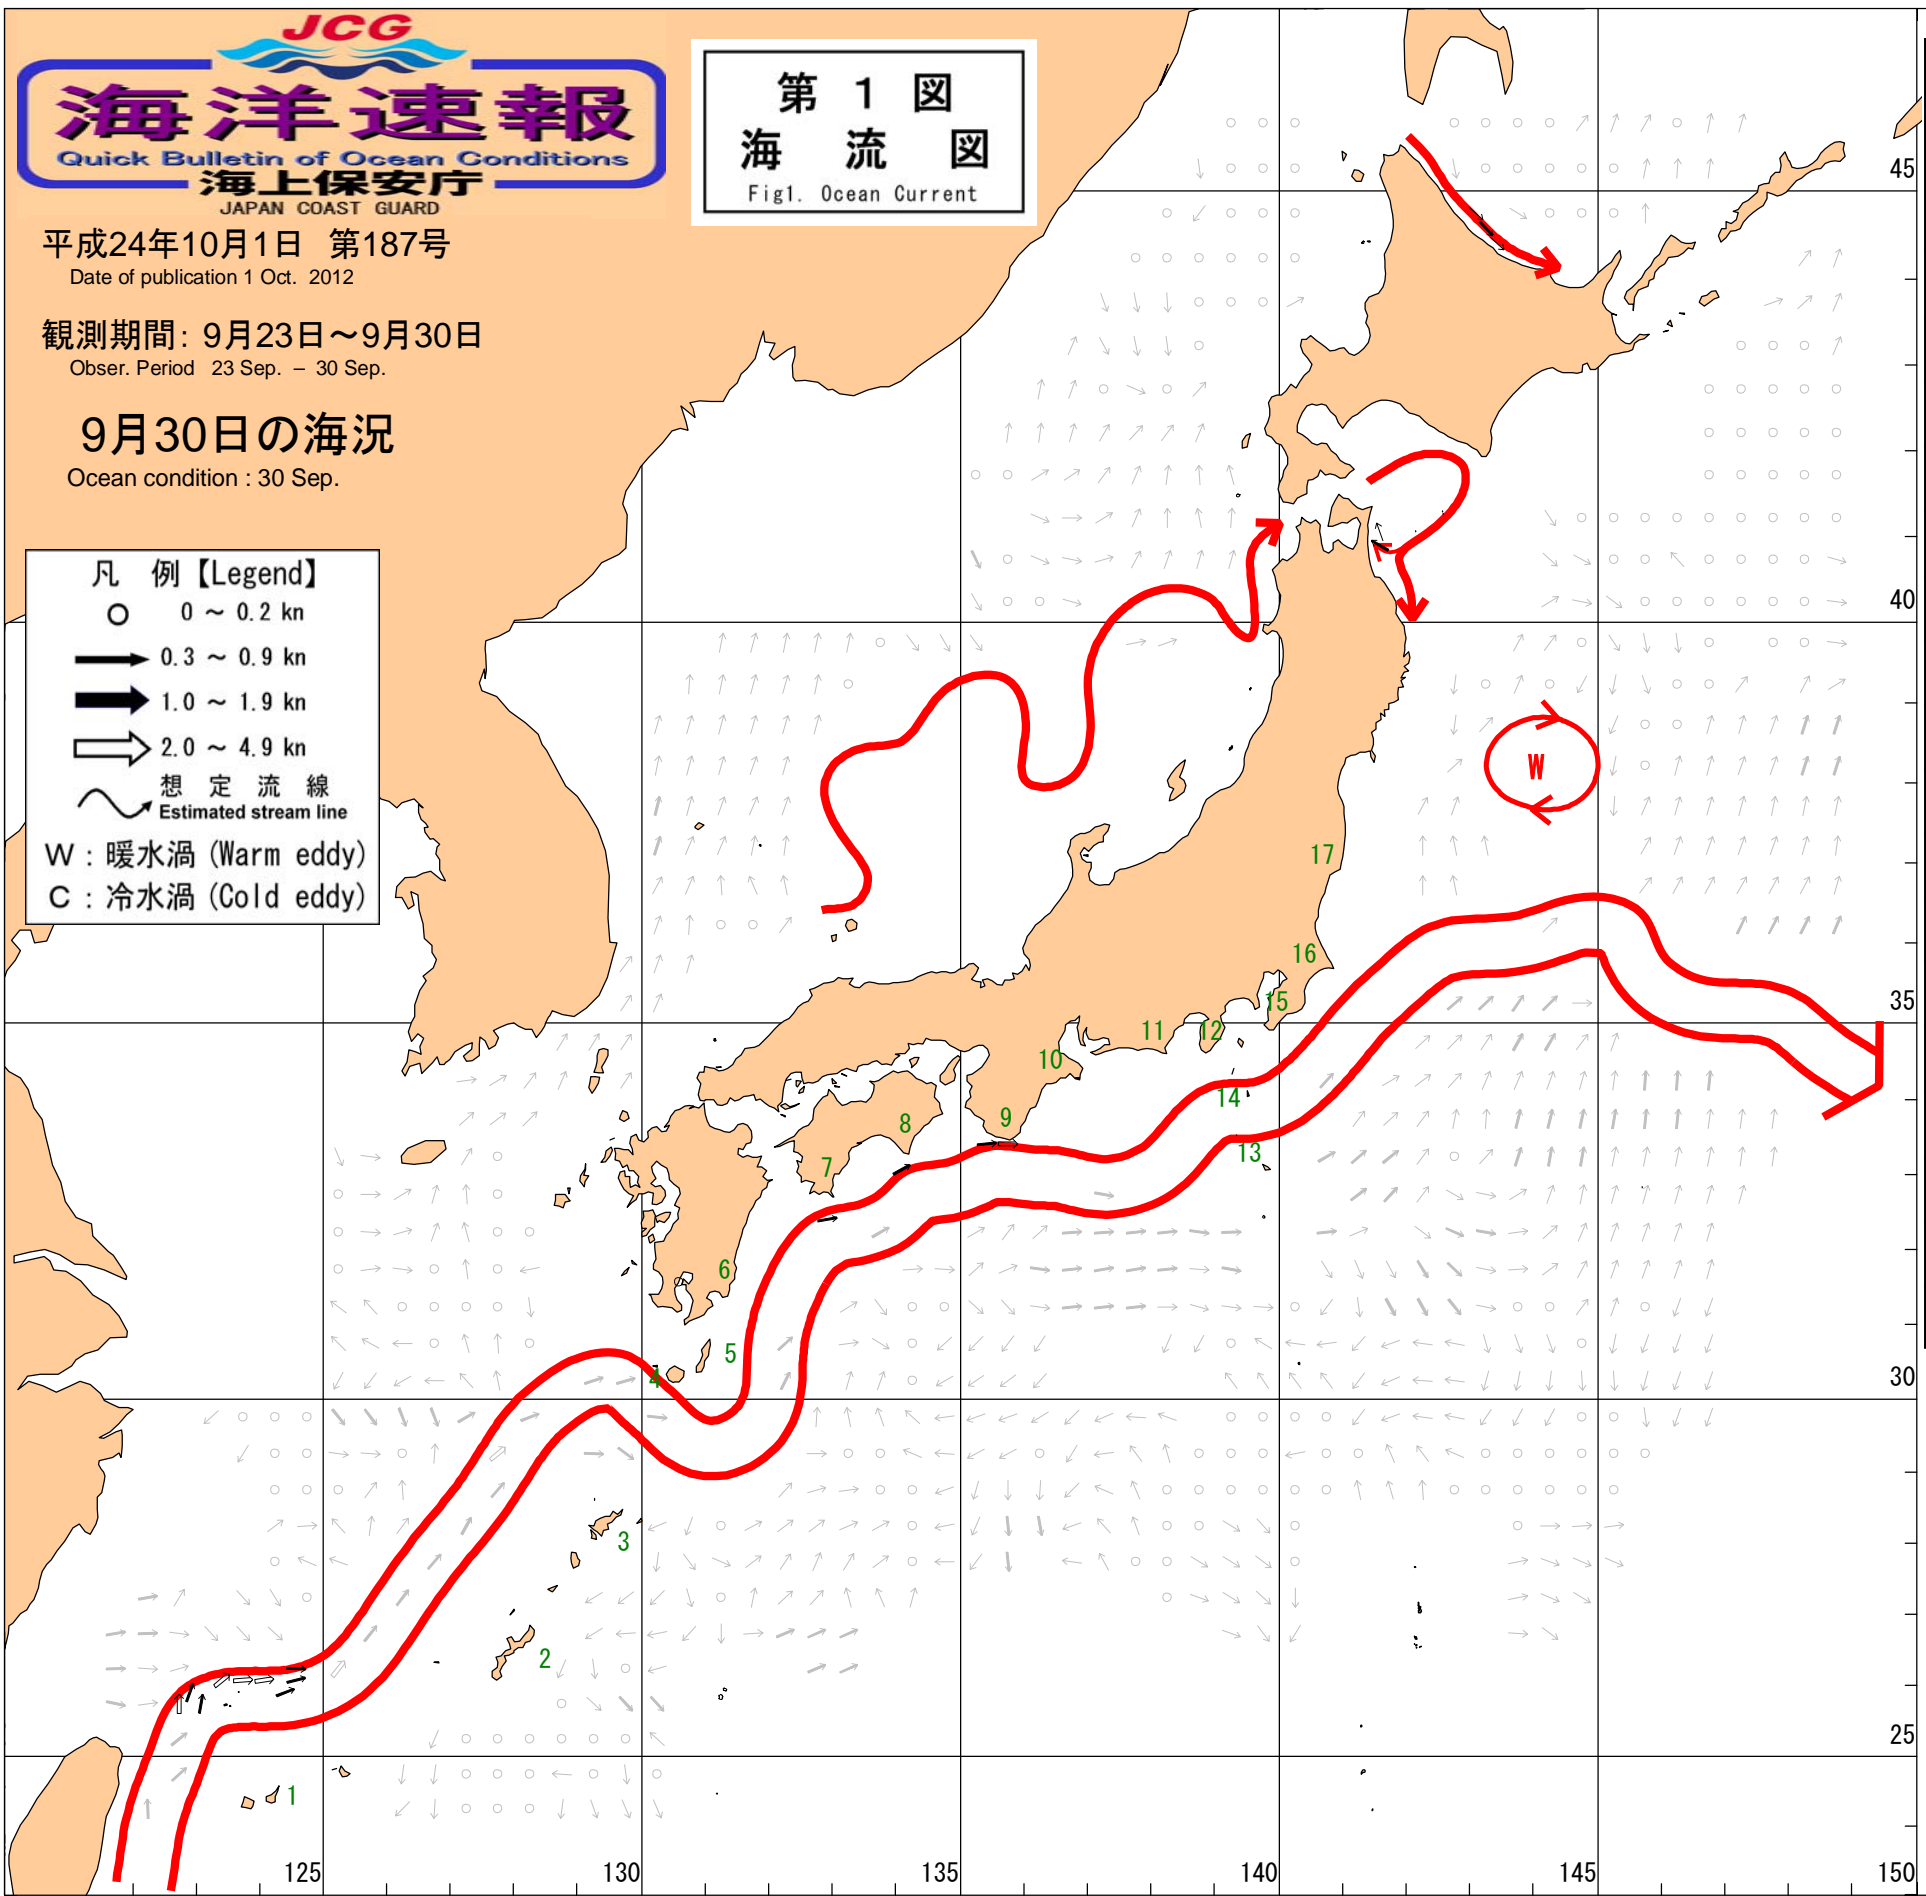 JCG
海洋速報
Quick Bulletin of Ocean Conditions
海上保安庁
JAPAN COAST GUARD
平成24年10月1日 第187号
Date of publication 1 Oct. 2012
観測期間: 9月23日～9月30日
Obser. Period 23 Sep. – 30 Sep.
9月30日の海況
Ocean condition : 30 Sep.
第 1 図
海 流 図
Fig1. Ocean Current
凡 例【Legend】
0 ～ 0.2 kn
0.3 ～ 0.9 kn
1.0 ～ 1.9 kn
2.0 ～ 4.9 kn
想 定 流 線
Estimated stream line
W : 暖水渦 (Warm eddy)
C : 冷水渦 (Cold eddy)
45
40
W
17
16
35
15
12
11
10
14
9
8
13
7
6
5
30
4
3
2
25
1
125
130
135
140
145
150